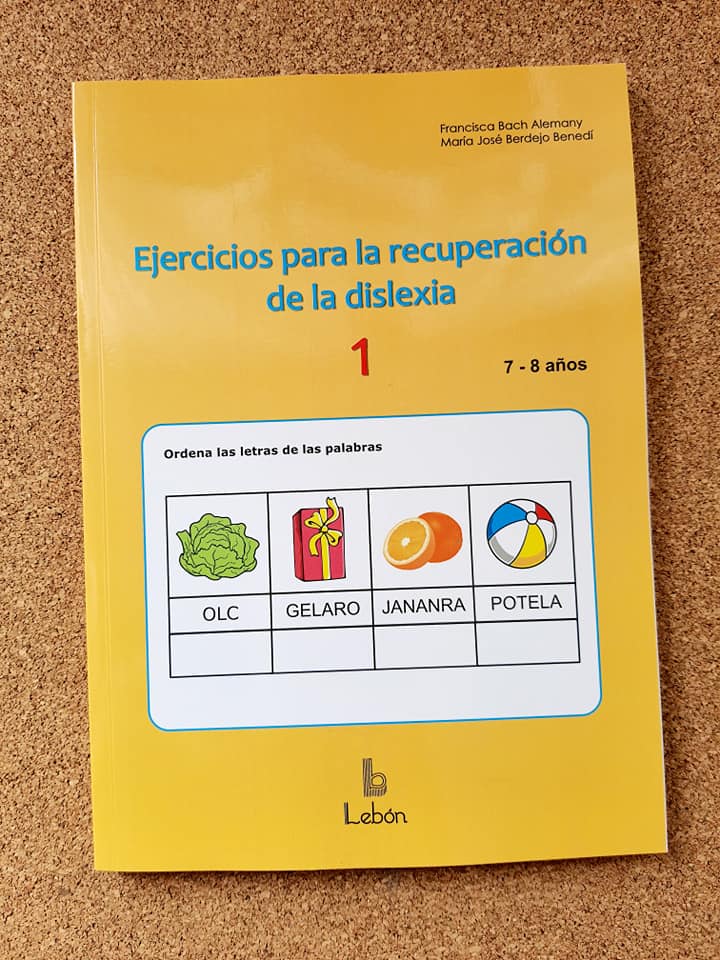 Francisca Bach Alemany
María José Berdejo Benedí
Ejercicios para la recuperación
de la dislexia
1
7 - 8 años
Ordena las letras de las palabras
OLC GELARO JANANRA POTELA
b
Lebón